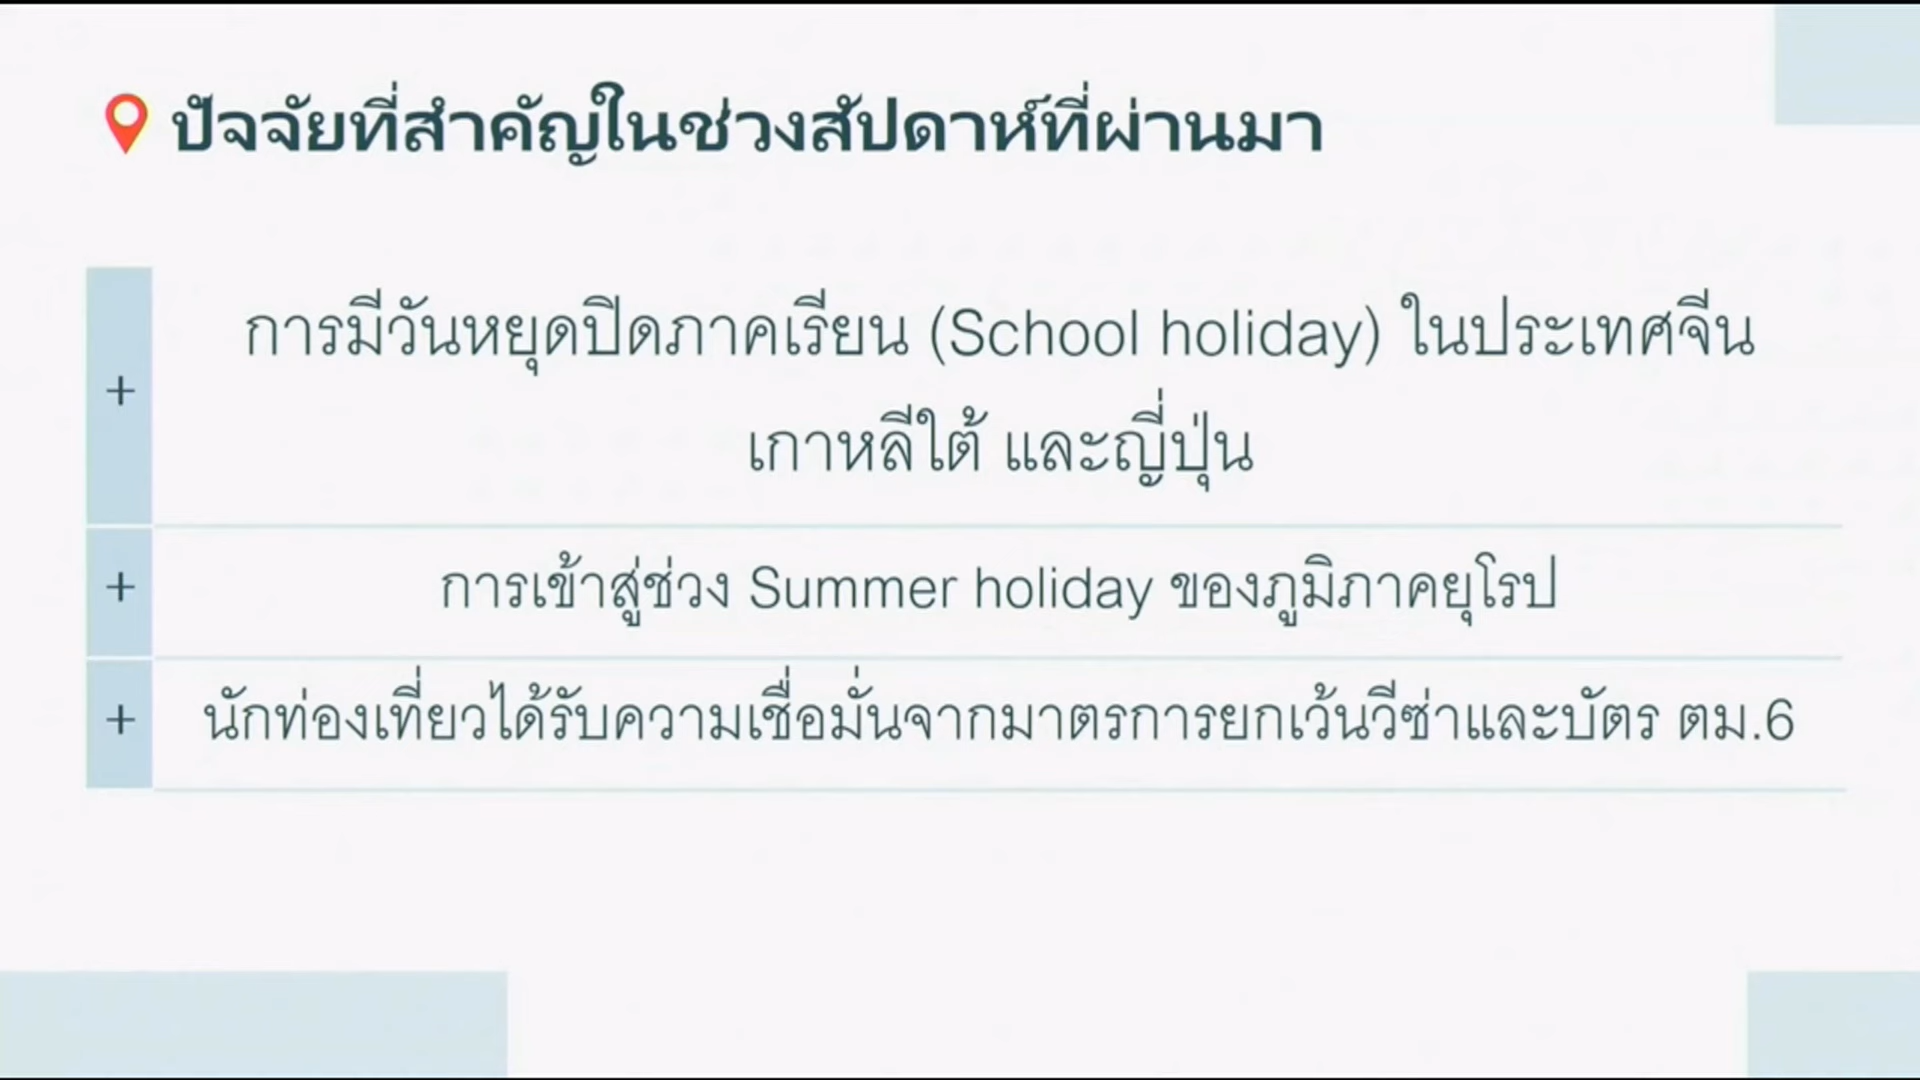 ปัจจัยที่สำคัญในช่วงสัปดาห์ที่ผ่านมา
+ การมีวันหยุดปิดภาคเรียน (School holiday) ในประเทศจีน
เกาหลีใต้ และญี่ปุ่น
+ การเข้าสู่ช่วง Summer holiday ของภูมิภาคยุโรป
+ นักท่องเที่ยวได้รับความเชื่อมั่นจากมาตรการยกเว้นวีซ่าและบัตร ตม.6